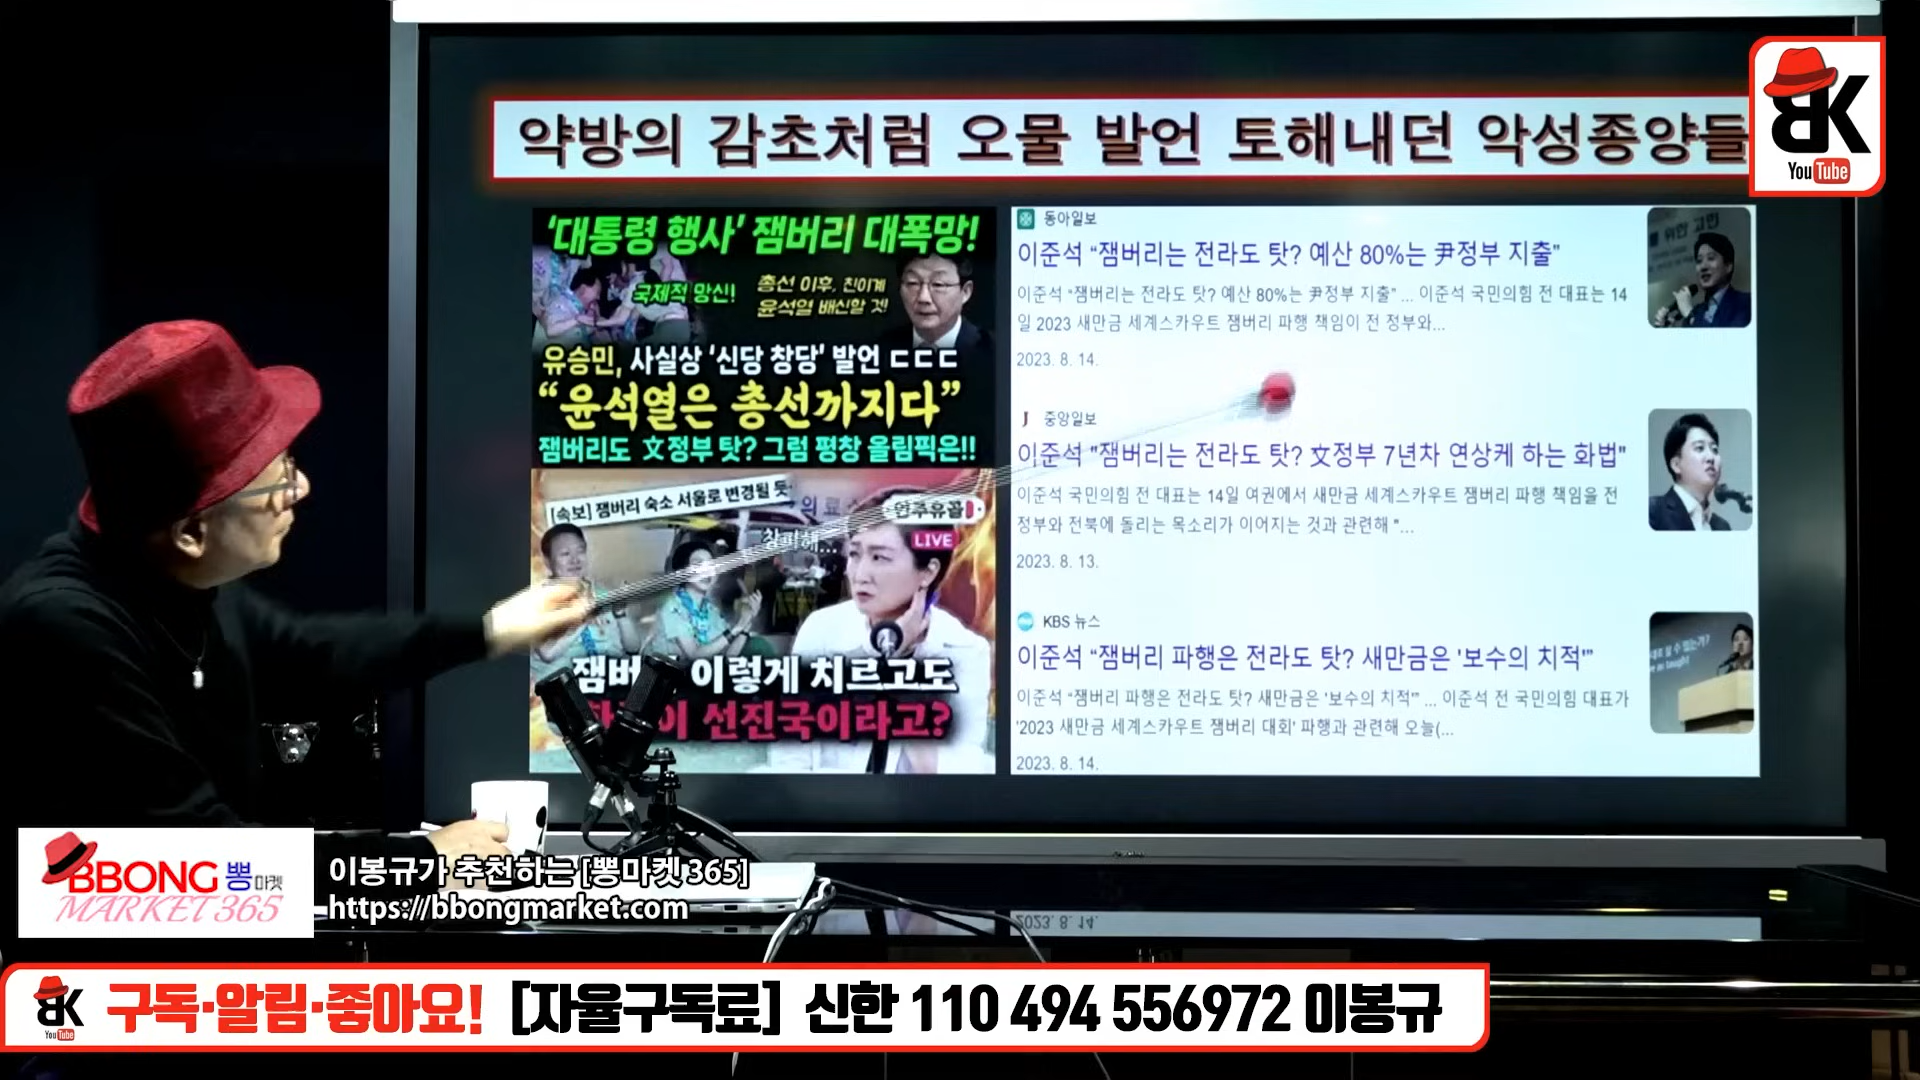 약방의 감초처럼 오물 발언 토해내던 악성종양들
BK
YouTube
'대통령 행사' 잼버리 대폭망!
국제적 망신!
총선 이후, 친이계
윤석열 배신할 것!
유승민, 사실상 '신당 창당' 발언 ㄷㄷㄷ
“윤석열은 총선까지다”
잼버리도 文정부 탓? 그럼 평창 올림픽은!!
[속보] 잼버리 숙소 서울로 변경될 듯
언주유골
LIVE
창피해...
이렇게 치르고도
선진국이라고?
동아일보
이준석 “잼버리는 전라도 탓? 예산 80%는 尹정부 지출”
이준석 “잼버리는 전라도 탓? 예산 80%는 尹정부 지출” ... 이준석 국민의힘 전 대표는 14
일 2023 새만금 세계스카우트 잼버리 파행 책임이 전 정부와...
2023. 8. 14.
J 중앙일보
이준석 "잼버리는 전라도 탓? 文정부 7년차 연상케 하는 화법"
이준석 국민의힘 전 대표는 14일 여권에서 새만금 세계스카우트 잼버리 파행 책임을 전
정부와 전북에 돌리는 목소리가 이어지는 것과 관련해 "...
2023. 8. 13.
KBS 뉴스
이준석 “잼버리 파행은 전라도 탓? 새만금은 '보수의 치적'”
이준석 “잼버리 파행은 전라도 탓? 새만금은 '보수의 치적'” ... 이준석 전 국민의힘 대표가
'2023 새만금 세계스카우트 잼버리 대회' 파행과 관련해 오늘(...
2023. 8. 14.
BBONG 뽕마켓
MARKET 365
이봉규가 추천하는 [뽕마켓 365]
https://bbongmarket.com
BK
YouTube
구독·알림·좋아요! [자율구독료] 신한 110 494 556972 이봉규